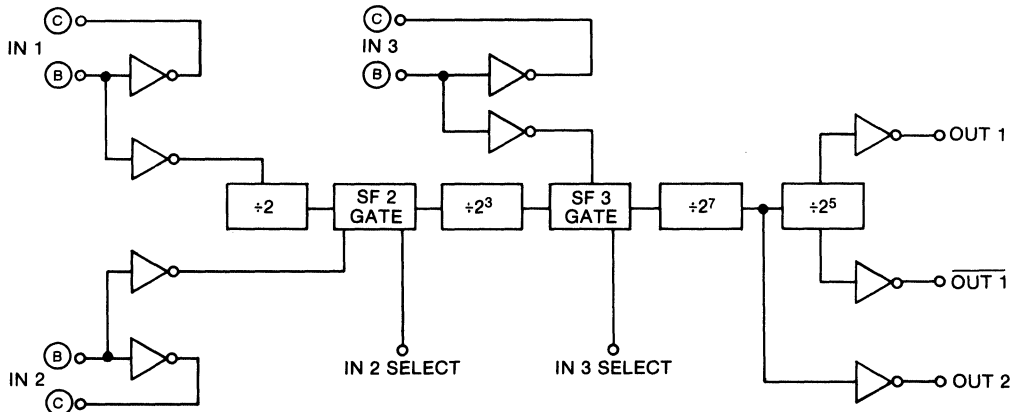 C
IN 1
B
C
IN 3
B
OUT 1
÷2
SF 2
GATE
÷2³
SF 3
GATE
÷2⁷
÷2⁵
OUT 1
B
IN 2
C
IN 2 SELECT
IN 3 SELECT
OUT 2